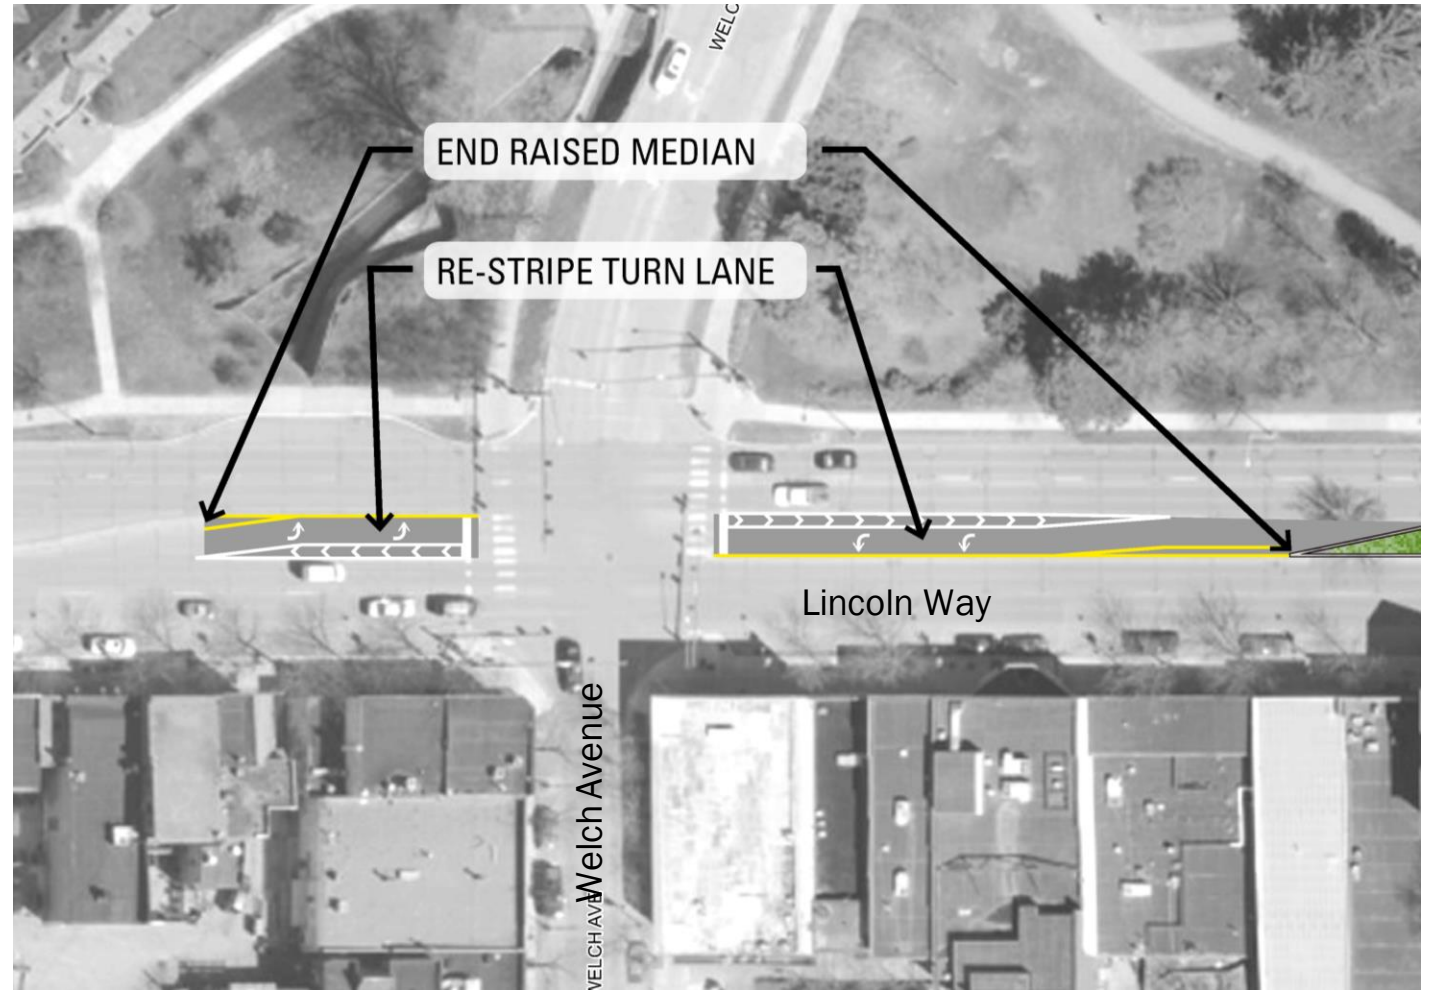 WELC
END RAISED MEDIAN
RE-STRIPE TURN LANE
Lincoln Way
Welch Avenue
WELCH AVE